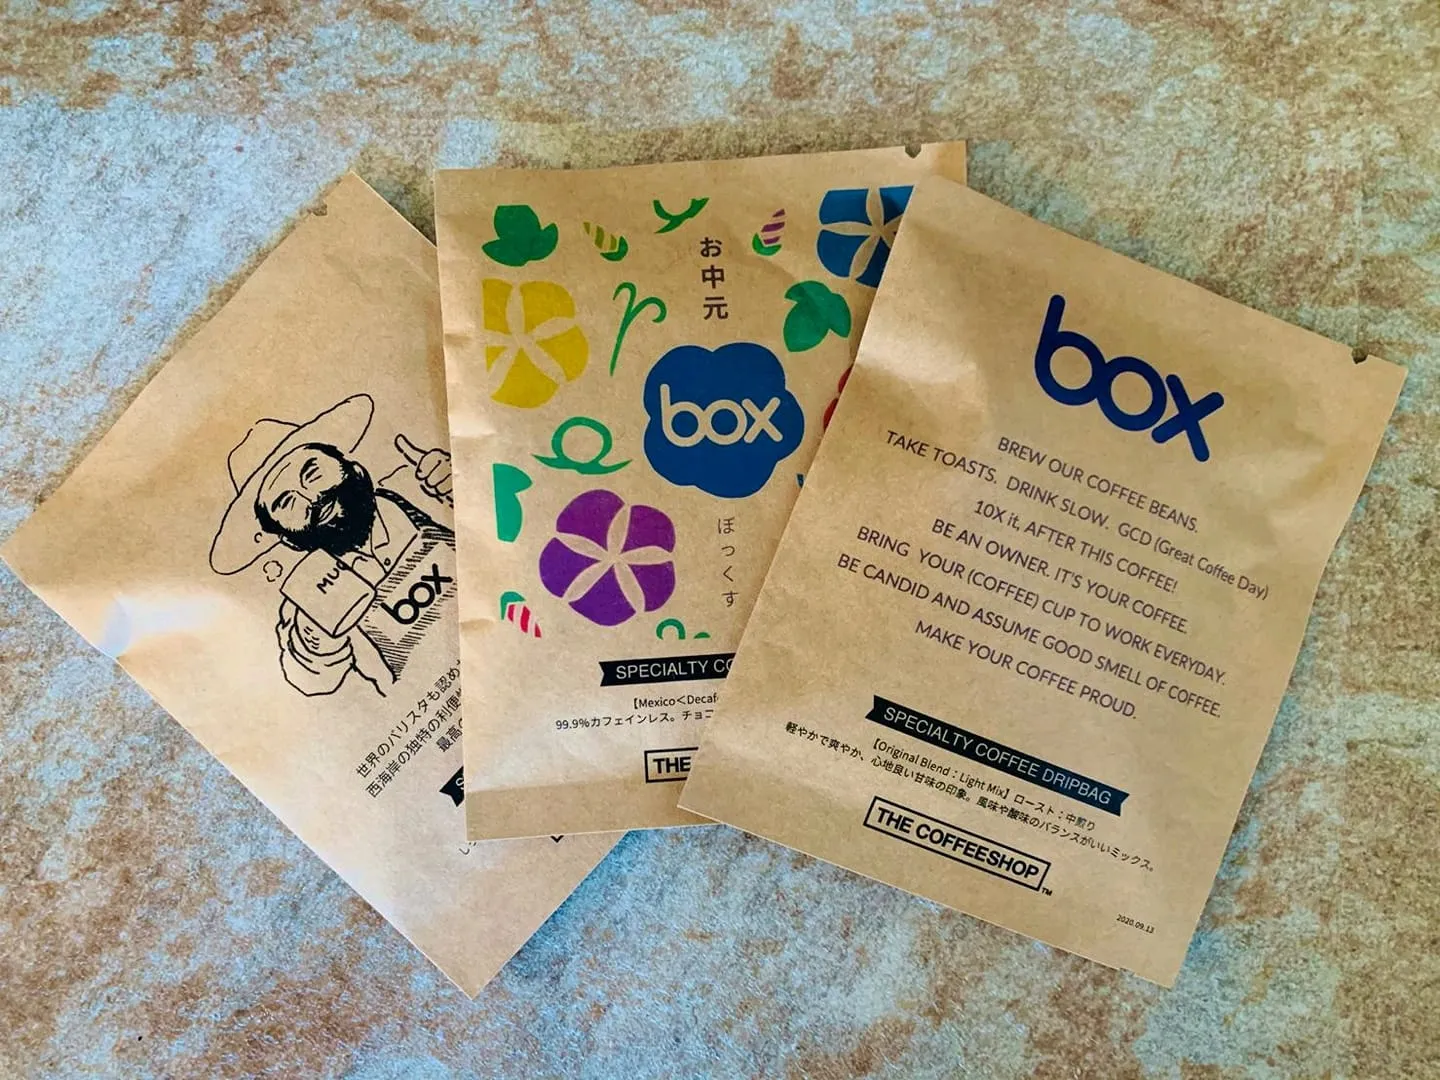 MUG
box
世界のバリスタも認め
西海岸の独特の利便
最高
お中元
box
ぼっくす
SPECIALTY CO
【Mexico＜Decaf
99.9%カフェインレス。チョコ
THE
box
BREW OUR COFFEE BEANS.
TAKE TOASTS. DRINK SLOW. GCD (Great Coffee Day)
10X it, AFTER THIS COFFEE!
BE AN OWNER. IT'S YOUR COFFEE.
BRING YOUR (COFFEE) CUP TO WORK EVERYDAY.
BE CANDID AND ASSUME GOOD SMELL OF COFFEE.
MAKE YOUR COFFEE PROUD.
SPECIALTY COFFEE DRIPBAG
【Original Blend：Light Mix】ロースト：中煎り
軽やかで爽やか、心地良い甘味の印象。風味や酸味のバランスがいいミックス。
THE COFFEESHOP™
2020.09.13